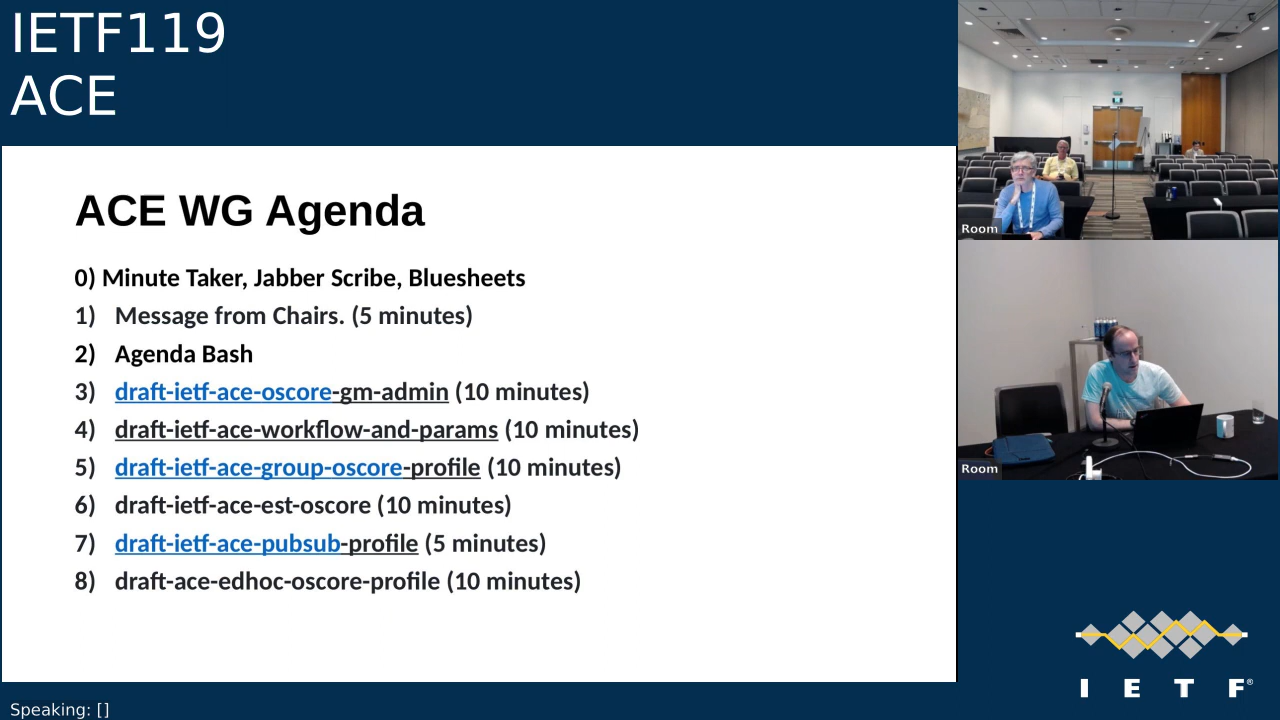 IETF119
ACE
ACE WG Agenda
0) Minute Taker, Jabber Scribe, Bluesheets
1) Message from Chairs. (5 minutes)
2) Agenda Bash
3) draft-ietf-ace-oscore-gm-admin (10 minutes)
4) draft-ietf-ace-workflow-and-params (10 minutes)
5) draft-ietf-ace-group-oscore-profile (10 minutes)
6) draft-ietf-ace-est-oscore (10 minutes)
7) draft-ietf-ace-pubsub-profile (5 minutes)
8) draft-ace-edhoc-oscore-profile (10 minutes)
Room
Room
I E T F®
Speaking: []